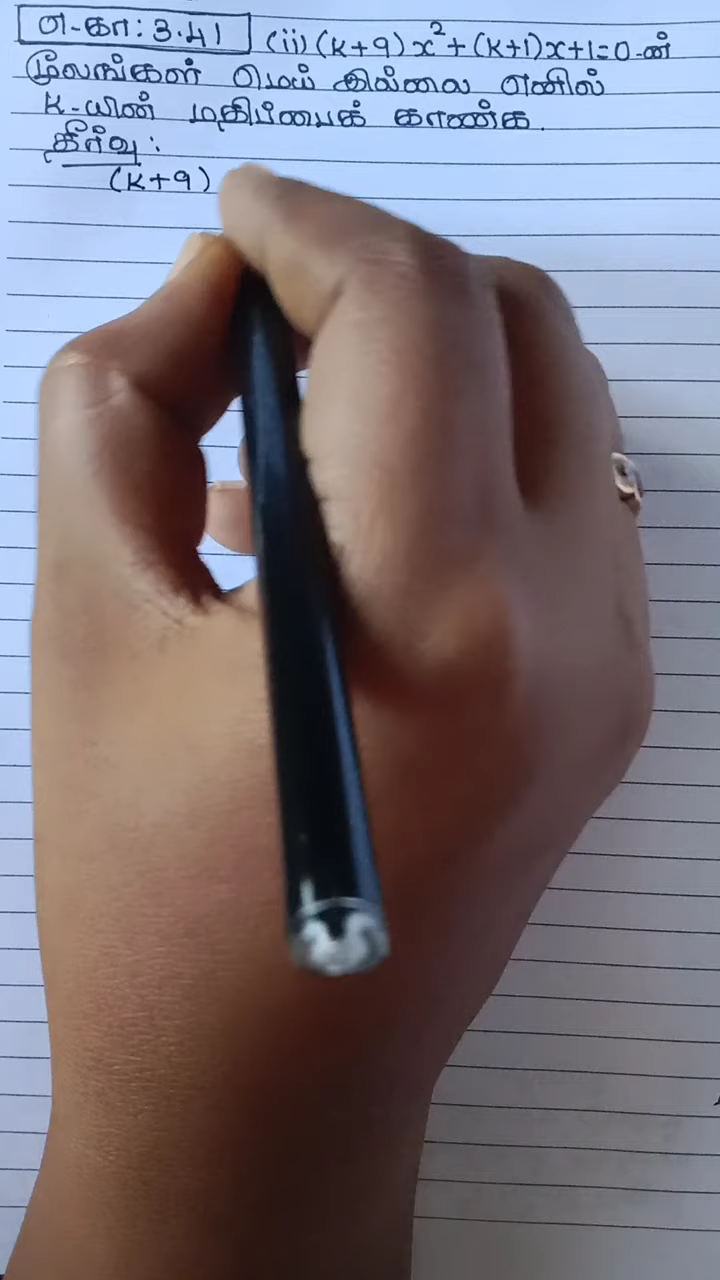 எ.கா: 3.41 (ii) (k+9)x²+(k+1)x+1=0-ன்
மூலங்கள் மெய் இல்லை எனில்
k-யின் மதிப்பைக் காண்க.
தீர்வு:
(k+9)